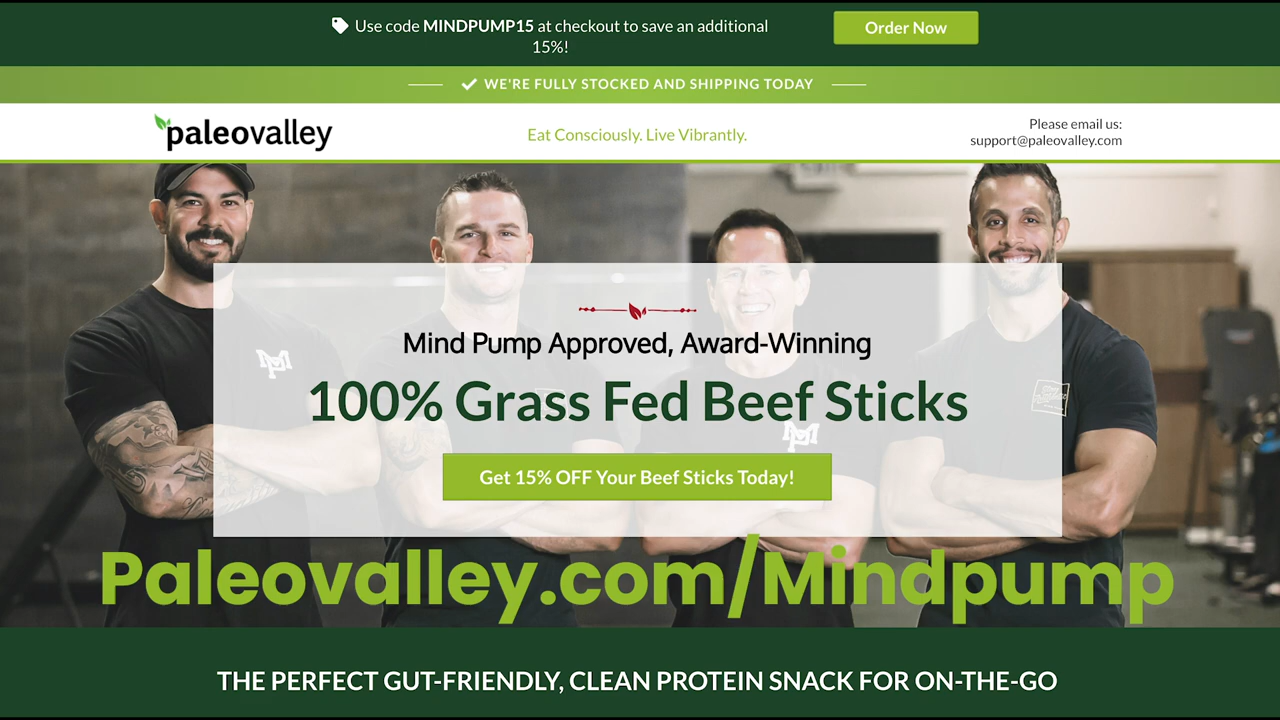 Use code MINDPUMP15 at checkout to save an additional
15%!
Order Now
WE'RE FULLY STOCKED AND SHIPPING TODAY
paleovalley
Eat Consciously. Live Vibrantly.
Please email us:
support@paleovalley.com
Mind Pump Approved, Award-Winning
100% Grass Fed Beef Sticks
Get 15% OFF Your Beef Sticks Today!
Paleovalley.com/Mindpump
THE PERFECT GUT-FRIENDLY, CLEAN PROTEIN SNACK FOR ON-THE-GO